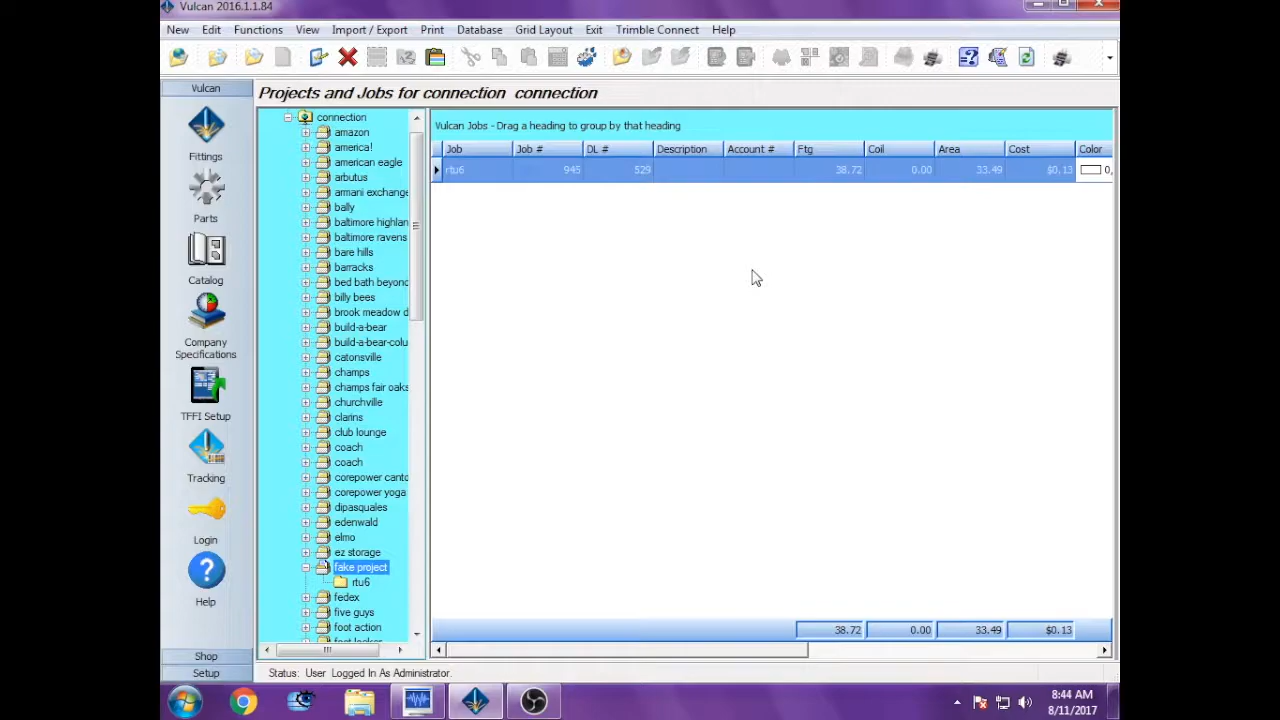 Vulcan 2016.1.1.84
New Edit Functions View Import / Export Print Database Grid Layout Exit Trimble Connect Help
Vulcan
Projects and Jobs for connection connection
Fittings
Parts
Catalog
Company
Specifications
TFFI Setup
Tracking
Login
Help
Shop
Setup
connection
amazon
america!
american eagle
arbutus
armani exchange
bally
baltimore highlan
baltimore ravens
bare hills
barracks
bed bath beyond
billy bees
brook meadow d
build-a-bear
build-a-bear-colu
catonsville
champs
champs fair oaks
churchville
clarins
club lounge
coach
coach
corepower canto
corepower yoga
dipasquales
edenwald
elmo
ez storage
fake project
rtu6
fedex
five guys
foot action
foot locker
Vulcan Jobs - Drag a heading to group by that heading
Job Job # DL # Description Account # Ftg Coil Area Cost Color
rtu6 945 529 38.72 0.00 33.49 $0.13 0,
38.72 0.00 33.49 $0.13
Status: User Logged In As Administrator.
8:44 AM
8/11/2017